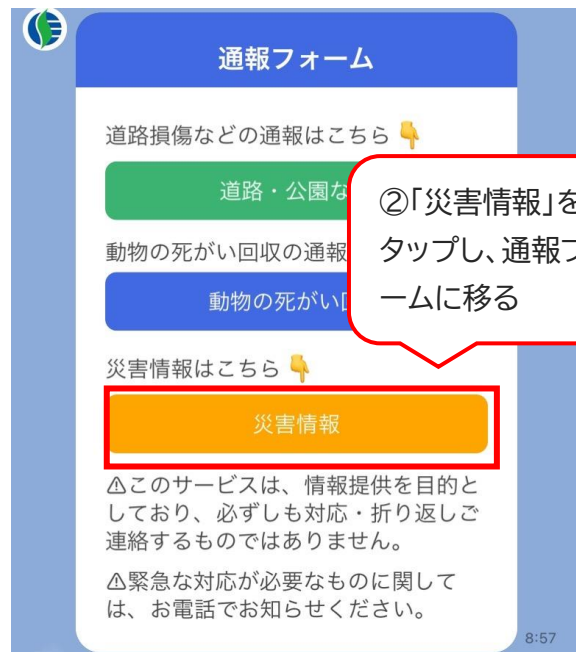 通報フォーム
道路損傷などの通報はこちら👇
道路・公園な
動物の死がい回収の通報
動物の死がい
②「災害情報」を
タップし、通報フ
ームに移る
災害情報はこちら👇
災害情報
⚠このサービスは、情報提供を目的と
しており、必ずしも対応・折り返しご
連絡するものではありません。
⚠緊急な対応が必要なものに関して
は、お電話でお知らせください。
8:57